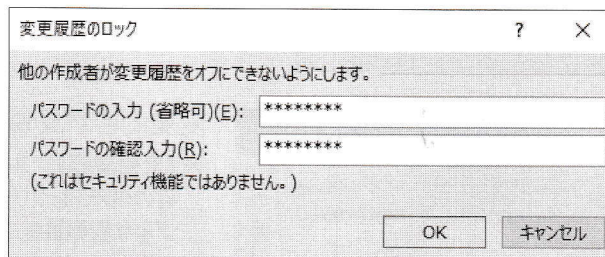 変更履歴のロック ? ×
他の作成者が変更履歴をオフにできないようにします。
パスワードの入力 (省略可)(E): ********
パスワードの確認入力(R): ********
(これはセキュリティ機能ではありません。)
OK キャンセル